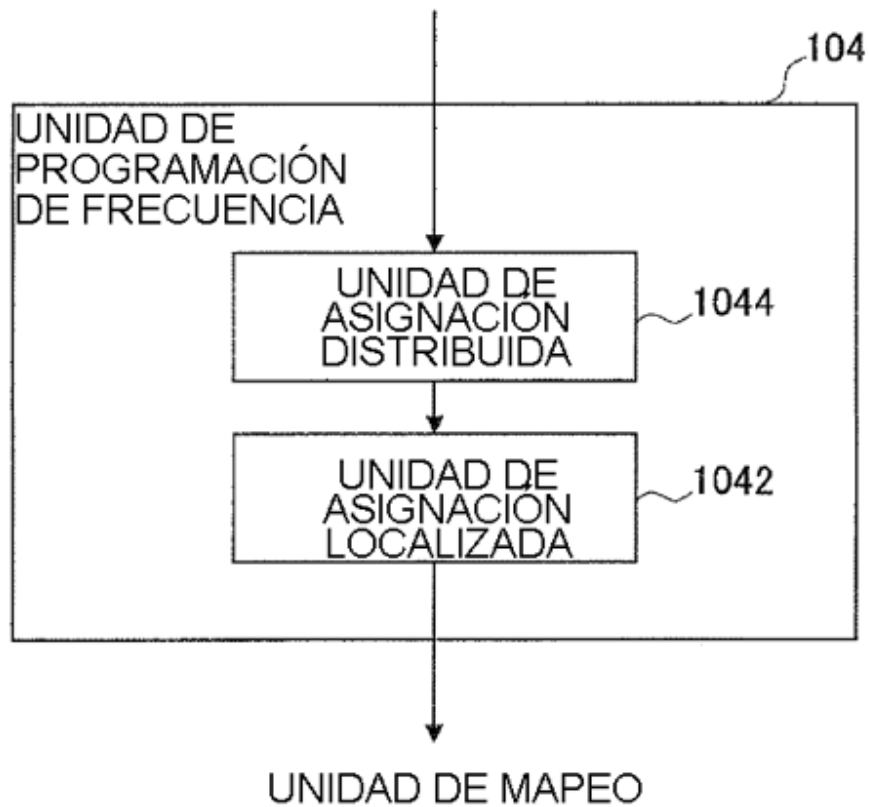 104
UNIDAD DE
PROGRAMACIÓN
DE FRECUENCIA
UNIDAD DE
ASIGNACIÓN
DISTRIBUIDA
1044
UNIDAD DE
ASIGNACIÓN
LOCALIZADA
1042
UNIDAD DE MAPEO